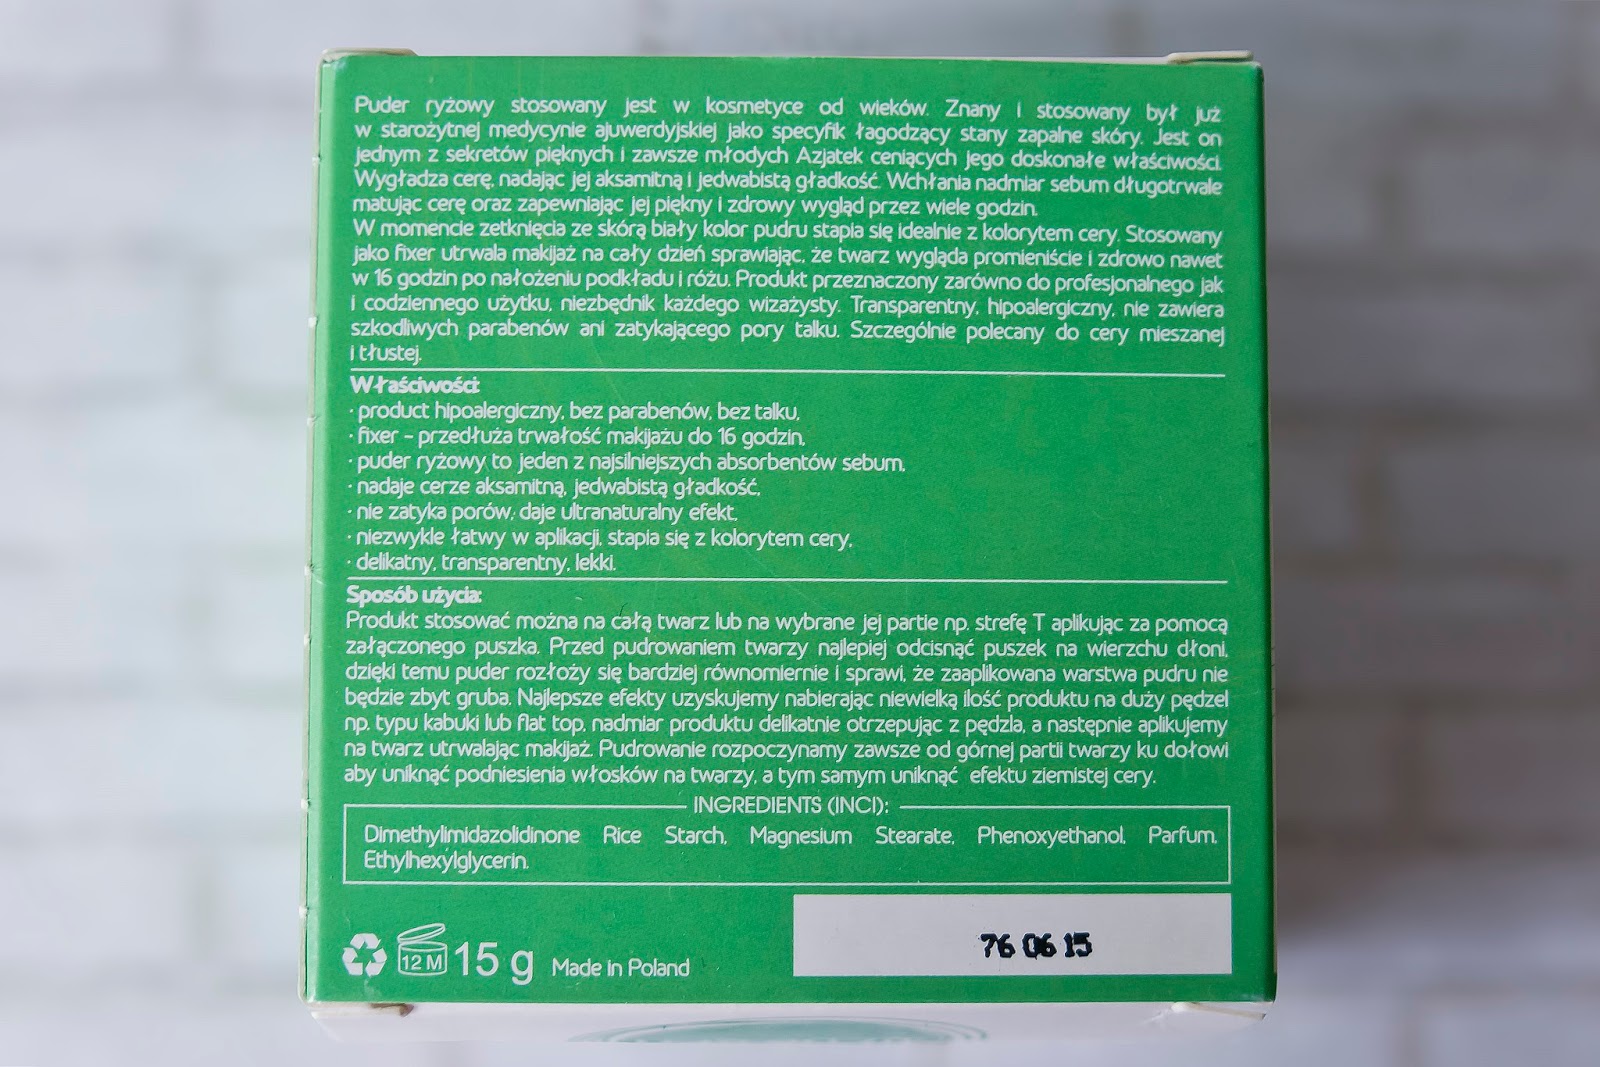 Puder ryżowy stosowany jest w kosmetyce od wieków. Znany i stosowany był już
w starożytnej medycynie ajuwerdyjskiej jako specyfik łagodzący stany zapalne skóry. Jest on
jednym z sekretów pięknych i zawsze młodych Azjatek ceniących jego doskonałe właściwości.
Wygładza cerę, nadając jej aksamitną i jedwabistą gładkość. Wchłania nadmiar sebum długotrwale
matując cerę oraz zapewniając jej piękny i zdrowy wygląd przez wiele godzin.
W momencie zetknięcia ze skórą biały kolor pudru stapia się idealnie z kolorytem cery. Stosowany
jako fixer utrwala makijaż na cały dzień sprawiając, że twarz wygląda promieniście i zdrowo nawet
w 16 godzin po nałożeniu podkładu i różu. Produkt przeznaczony zarówno do profesjonalnego jak
i codziennego użytku, niezbędnik każdego wizażysty. Transparentny, hipoalergiczny, nie zawiera
szkodliwych parabenów ani zatykającego pory talku. Szczególnie polecany do cery mieszanej
i tłustej.
Właściwości:
· product hipoalergiczny, bez parabenów, bez talku,
· fixer - przedłuża trwałość makijażu do 16 godzin,
· puder ryżowy to jeden z najsilniejszych absorbentów sebum,
· nadaje cerze aksamitną, jedwabistą gładkość,
· nie zatyka porów, daje ultranaturalny efekt,
· niezwykle łatwy w aplikacji, stapia się z kolorytem cery,
· delikatny, transparentny, lekki.
Sposób użycia:
Produkt stosować można na całą twarz lub na wybrane jej partie np. strefę T aplikując za pomocą
załączonego puszka. Przed pudrowaniem twarzy najlepiej odcisnąć puszek na wierzchu dłoni,
dzięki temu puder rozłoży się bardziej równomiernie i sprawi, że zaaplikowana warstwa pudru nie
będzie zbyt gruba. Najlepsze efekty uzyskujemy nabierając niewielką ilość produktu na duży pędzel
np. typu kabuki lub flat top, nadmiar produktu delikatnie otrzepując z pędzla, a następnie aplikujemy
na twarz utrwalając makijaż. Pudrowanie rozpoczynamy zawsze od górnej partii twarzy ku dołowi
aby uniknąć podniesienia włosków na twarzy, a tym samym uniknąć efektu ziemistej cery.
INGREDIENTS (INCI):
Dimethylimidazolidinone Rice Starch, Magnesium Stearate, Phenoxyethanol, Parfum,
Ethylhexylglycerin.
12 M 15 g Made in Poland
76 06 15